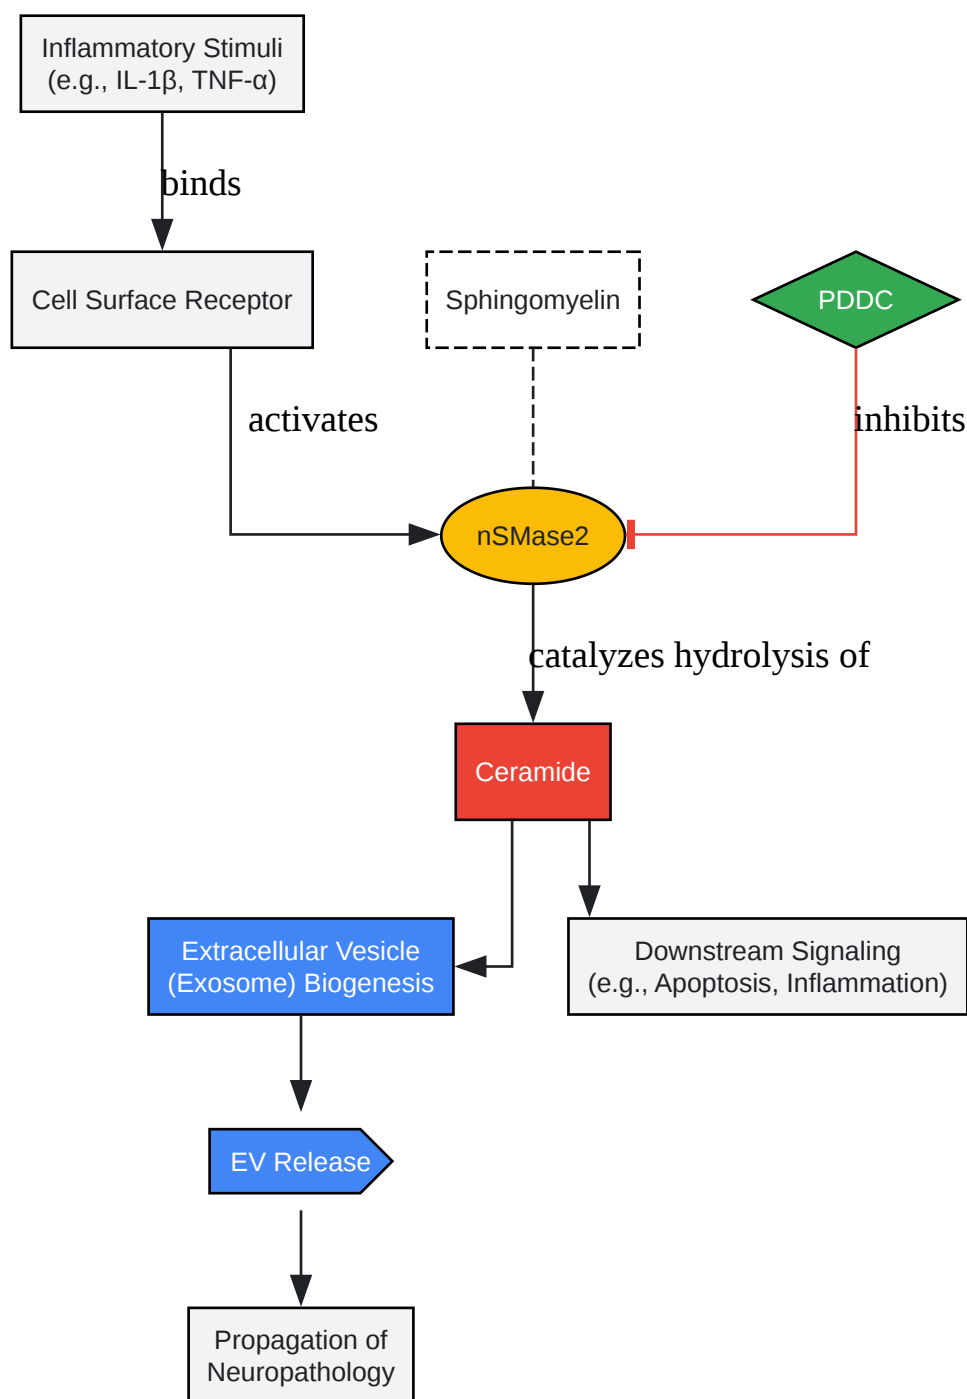 Inflammatory Stimuli
(e.g., IL-1β, TNF-α)
binds
Cell Surface Receptor
Sphingomyelin
PDDC
activates
inhibits
nSMase2
catalyzes hydrolysis of
Ceramide
Extracellular Vesicle
(Exosome) Biogenesis
Downstream Signaling
(e.g., Apoptosis, Inflammation)
EV Release
Propagation of
Neuropathology